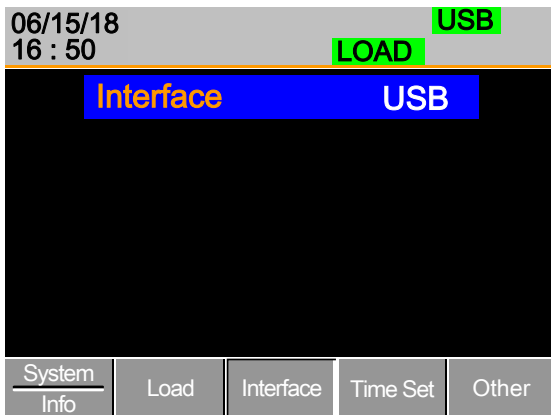 06/15/18
USB
16 : 50
LOAD
Interface USB
System
Info
Load
Interface
Time Set
Other